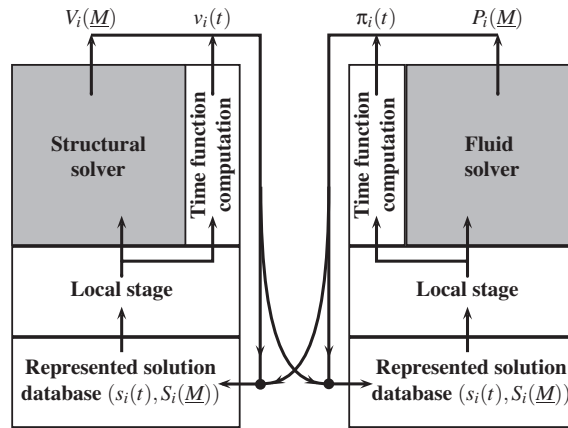 V_i(M) v_i(t) π_i(t) P_i(M)
Structural
solver
Time function
computation
Time function
computation
Fluid
solver
Local stage
Local stage
Represented solution
database (s_i(t), S_i(M))
Represented solution
database (s_i(t), S_i(M))